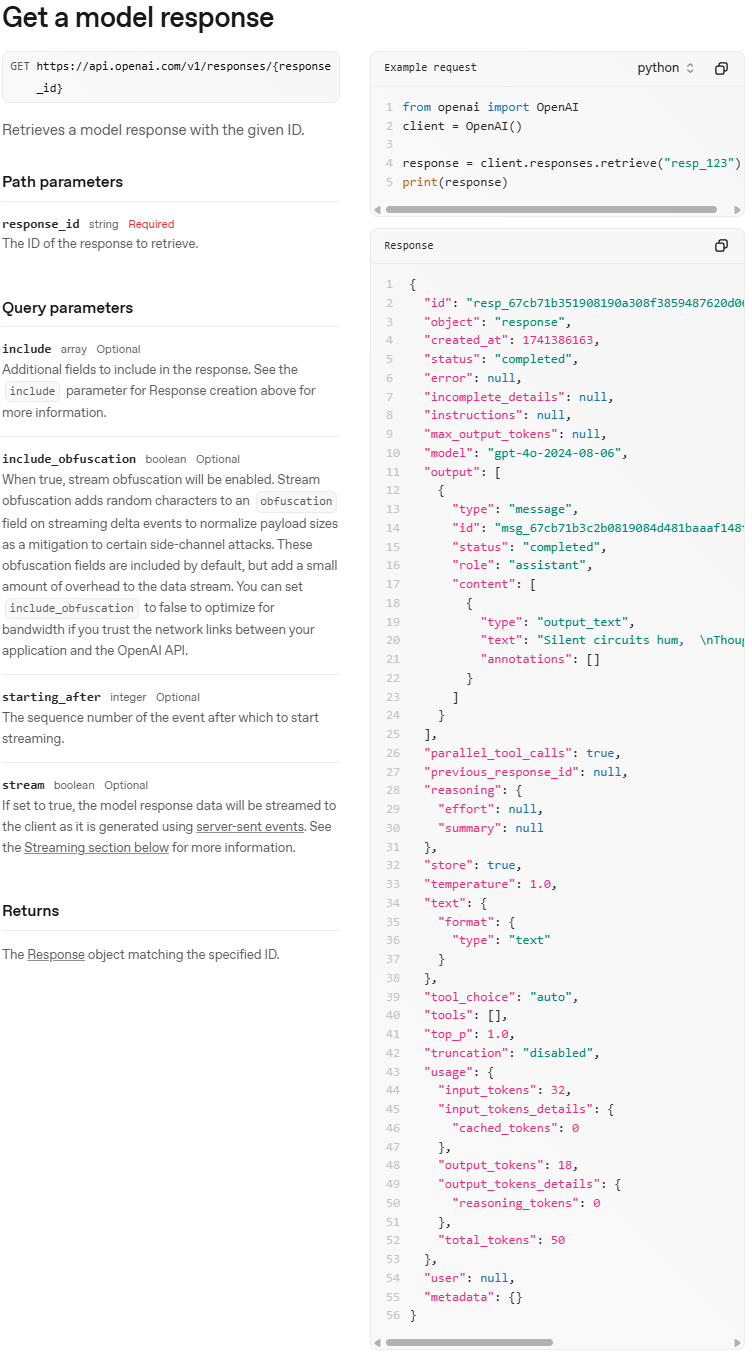 Get a model response
GET https://api.openai.com/v1/responses/{response
_id}
Retrieves a model response with the given ID.
Path parameters
response_id string Required
The ID of the response to retrieve.
Query parameters
include array Optional
Additional fields to include in the response. See the
include parameter for Response creation above for
more information.
include_obfuscation boolean Optional
When true, stream obfuscation will be enabled. Stream
obfuscation adds random characters to an obfuscation
field on streaming delta events to normalize payload sizes
as a mitigation to certain side-channel attacks. These
obfuscation fields are included by default, but add a small
amount of overhead to the data stream. You can set
include_obfuscation to false to optimize for
bandwidth if you trust the network links between your
application and the OpenAI API.
starting_after integer Optional
The sequence number of the event after which to start
streaming.
stream boolean Optional
If set to true, the model response data will be streamed to
the client as it is generated using server-sent events. See
the Streaming section below for more information.
Returns
The Response object matching the specified ID.
Example request python
1 from openai import OpenAI
2 client = OpenAI()
3
4 response = client.responses.retrieve("resp_123")
5 print(response)
Response
1 {
2 "id": "resp_67cb71b351908190a308f3859487620d06
3 "object": "response",
4 "created_at": 1741386163,
5 "status": "completed",
6 "error": null,
7 "incomplete_details": null,
8 "instructions": null,
9 "max_output_tokens": null,
10 "model": "gpt-4o-2024-08-06",
11 "output": [
12 {
13 "type": "message",
14 "id": "msg_67cb71b3c2b0819084d481baaaf148f
15 "status": "completed",
16 "role": "assistant",
17 "content": [
18 {
19 "type": "output_text",
20 "text": "Silent circuits hum,  \nThoug
21 "annotations": []
22 }
23 ]
24 }
25 ],
26 "parallel_tool_calls": true,
27 "previous_response_id": null,
28 "reasoning": {
29 "effort": null,
30 "summary": null
31 },
32 "store": true,
33 "temperature": 1.0,
34 "text": {
35 "format": {
36 "type": "text"
37 }
38 },
39 "tool_choice": "auto",
40 "tools": [],
41 "top_p": 1.0,
42 "truncation": "disabled",
43 "usage": {
44 "input_tokens": 32,
45 "input_tokens_details": {
46 "cached_tokens": 0
47 },
48 "output_tokens": 18,
49 "output_tokens_details": {
50 "reasoning_tokens": 0
51 },
52 "total_tokens": 50
53 },
54 "user": null,
55 "metadata": {}
56 }